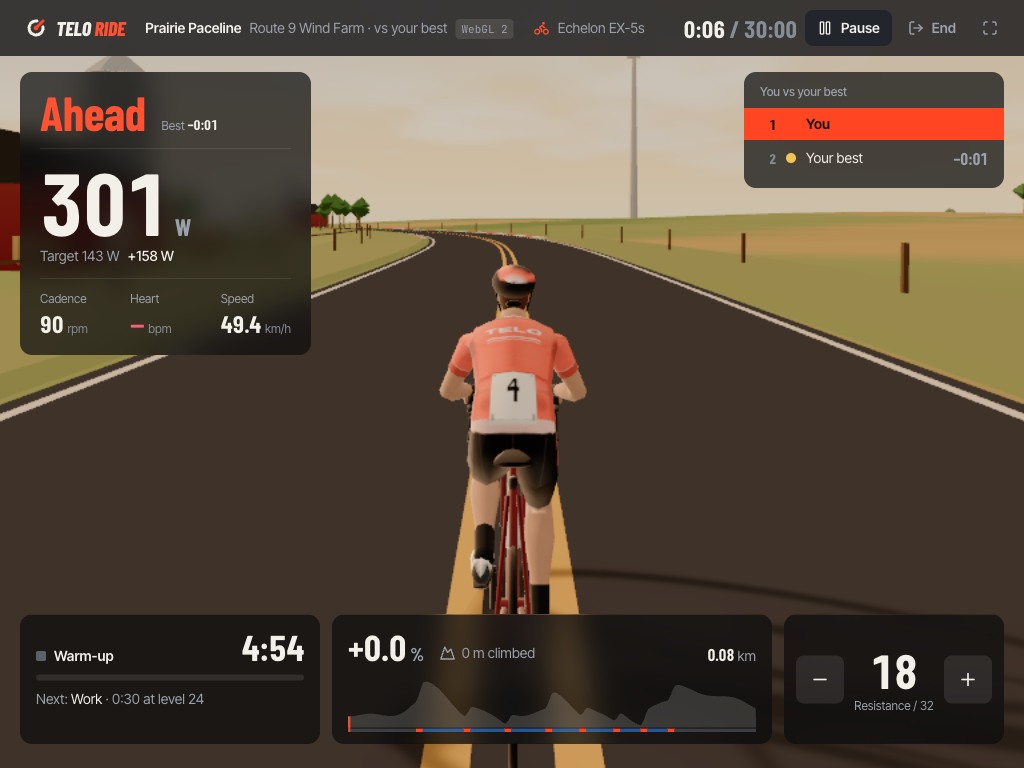 TELO RIDE Prairie Paceline Route 9 Wind Farm · vs your best WebGL 2 Echelon EX-5s 0:06 / 30:00 Pause End
Ahead Best −0:01
301 W
Target 143 W +158 W
Cadence Heart Speed
90 rpm — bpm 49.4 km/h
You vs your best
1 You
2 Your best −0:01
TELO
4
Warm-up 4:54
Next: Work · 0:30 at level 24
+0.0 % 0 m climbed 0.08 km
− 18 +
Resistance / 32